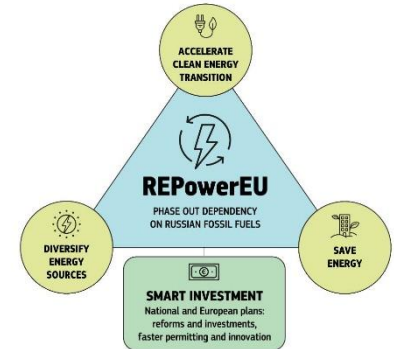 ACCELERATE
CLEAN ENERGY
TRANSITION
REPowerEU
PHASE OUT DEPENDENCY
ON RUSSIAN FOSSIL FUELS
DIVERSIFY
ENERGY
SOURCES
SAVE
ENERGY
€
SMART INVESTMENT
National and European plans:
reforms and investments,
faster permitting and innovation